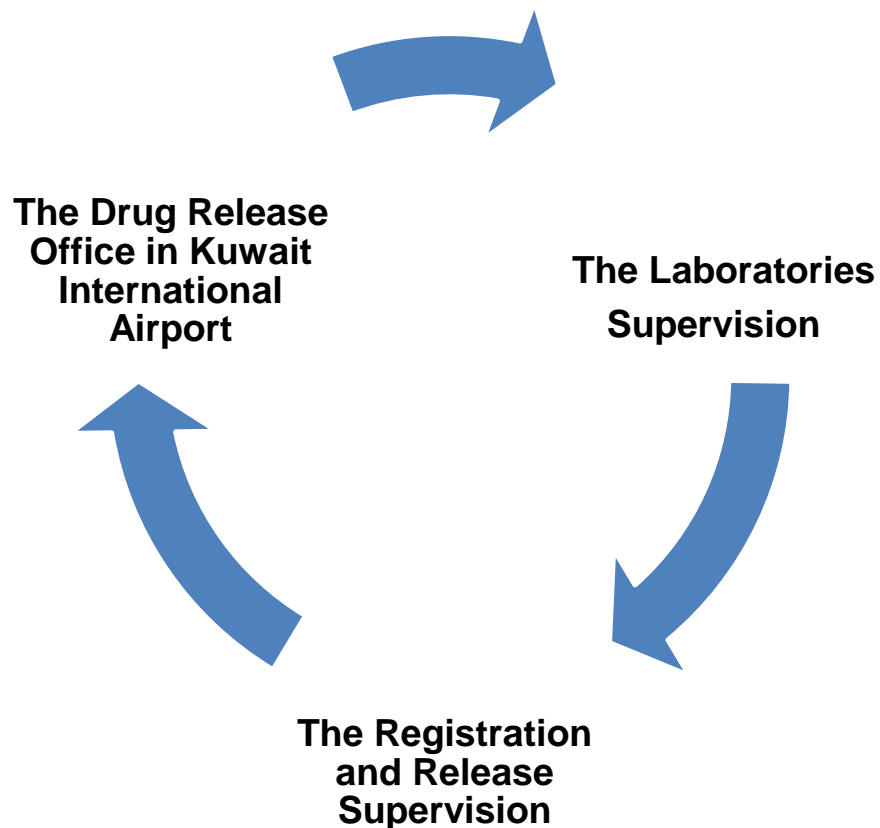 The Drug Release
Office in Kuwait
International
Airport
The Laboratories
Supervision
The Registration
and Release
Supervision